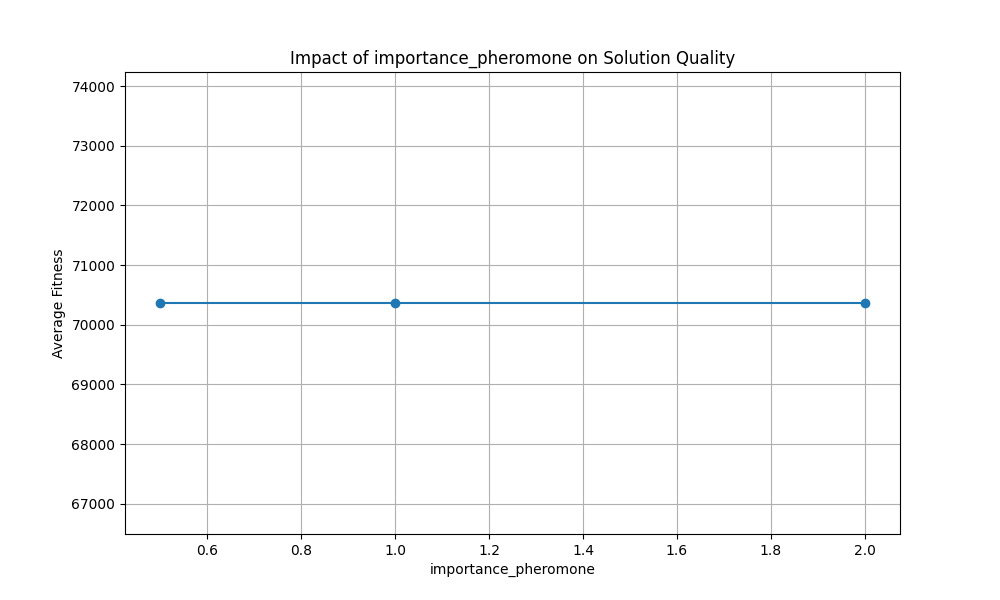 Impact of importance_pheromone on Solution Quality
74000
73000
72000
71000
70000
69000
68000
67000
Average Fitness
0.6 0.8 1.0 1.2 1.4 1.6 1.8 2.0
importance_pheromone